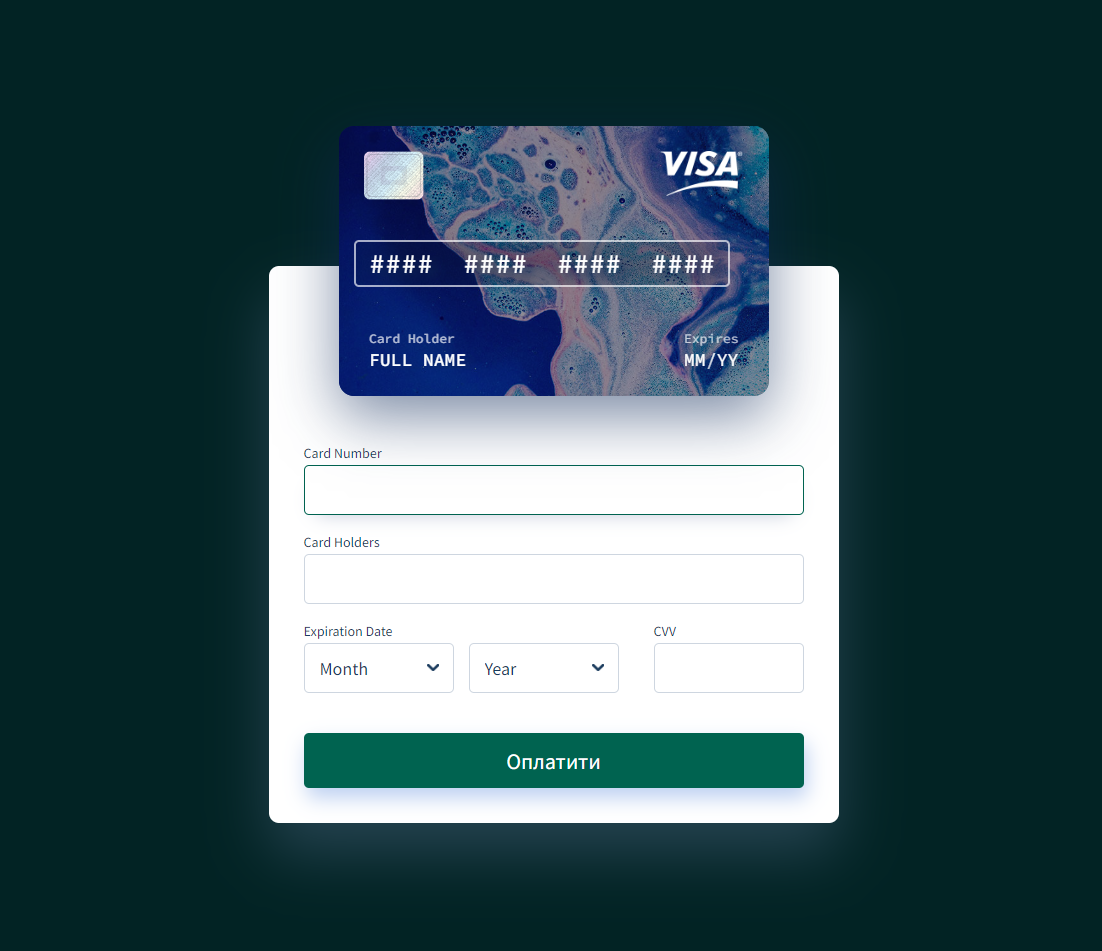 VISA
#### #### #### ####
Card Holder
Expires
FULL NAME
MM/YY
Card Number
Card Holders
Expiration Date
CVV
Month
Year
Оплатити